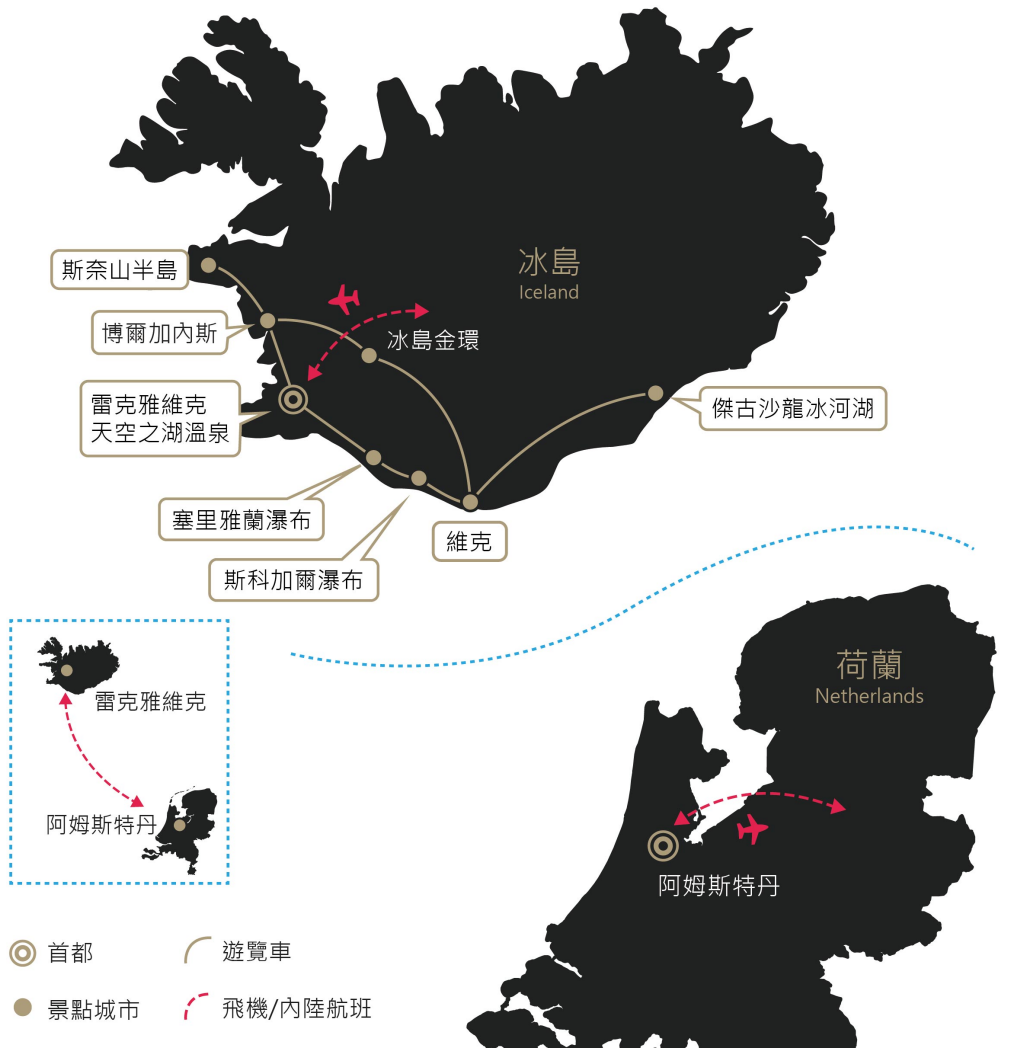 冰島
Iceland
斯奈山半島
博爾加內斯
冰島金環
雷克雅維克
天空之湖溫泉
傑古沙龍冰河湖
塞里雅蘭瀑布
維克
斯科加爾瀑布
荷蘭
Netherlands
雷克雅維克
阿姆斯特丹
阿姆斯特丹
首都
遊覽車
景點城市
飛機/內陸航班